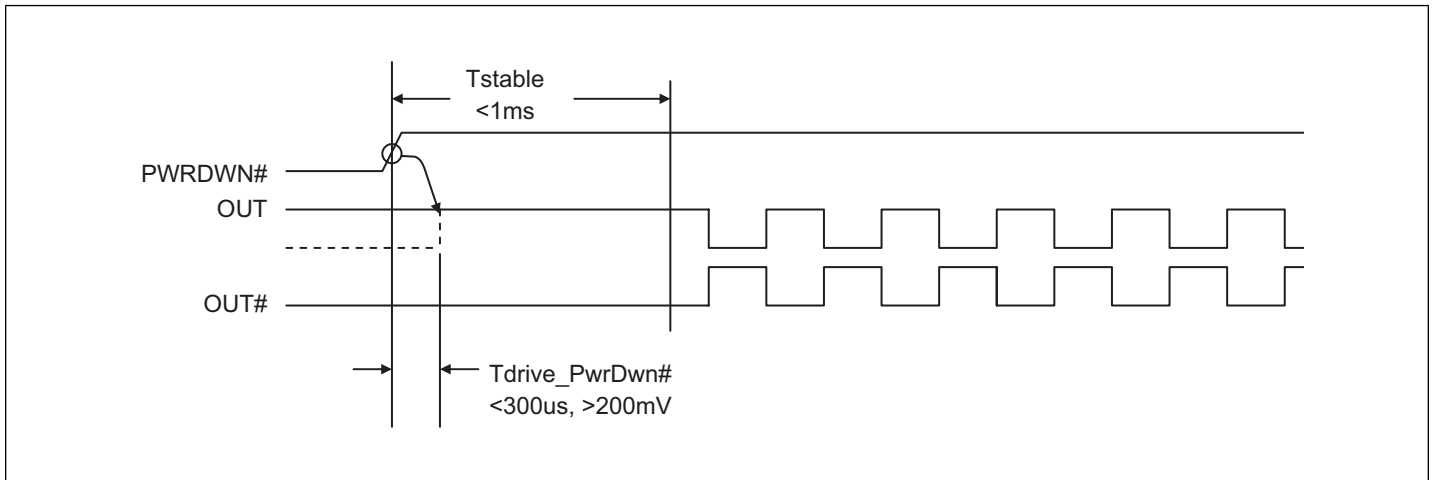 Tstable
<1ms
PWRDWN#
OUT
OUT#
Tdrive_PwrDwn#
<300us, >200mV